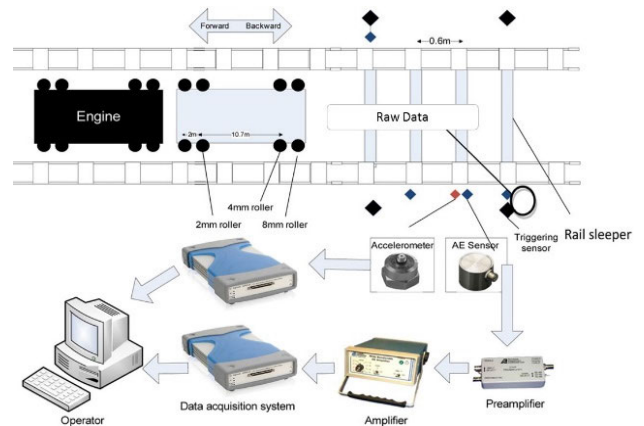 Forward Backward
0.6m
Engine
Raw Data
2m
10.7m
4mm roller
2mm roller
8mm roller
Triggering
sensor
Rail sleeper
Accelerometer
AE Sensor
Operator
Data acquisition system
Amplifier
Preamplifier